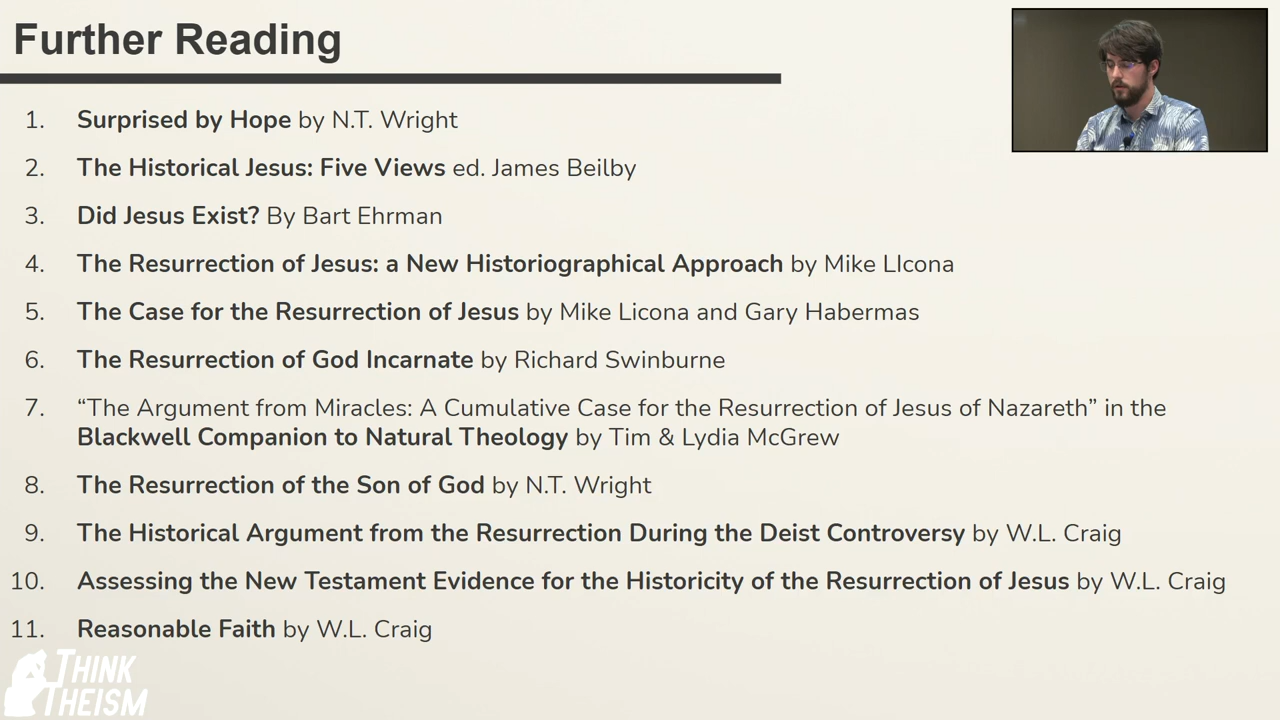 Further Reading
1. Surprised by Hope by N.T. Wright
2. The Historical Jesus: Five Views ed. James Beilby
3. Did Jesus Exist? By Bart Ehrman
4. The Resurrection of Jesus: a New Historiographical Approach by Mike LIcona
5. The Case for the Resurrection of Jesus by Mike Licona and Gary Habermas
6. The Resurrection of God Incarnate by Richard Swinburne
7. “The Argument from Miracles: A Cumulative Case for the Resurrection of Jesus of Nazareth” in the
Blackwell Companion to Natural Theology by Tim & Lydia McGrew
8. The Resurrection of the Son of God by N.T. Wright
9. The Historical Argument from the Resurrection During the Deist Controversy by W.L. Craig
10. Assessing the New Testament Evidence for the Historicity of the Resurrection of Jesus by W.L. Craig
11. Reasonable Faith by W.L. Craig
THINK
THEISM